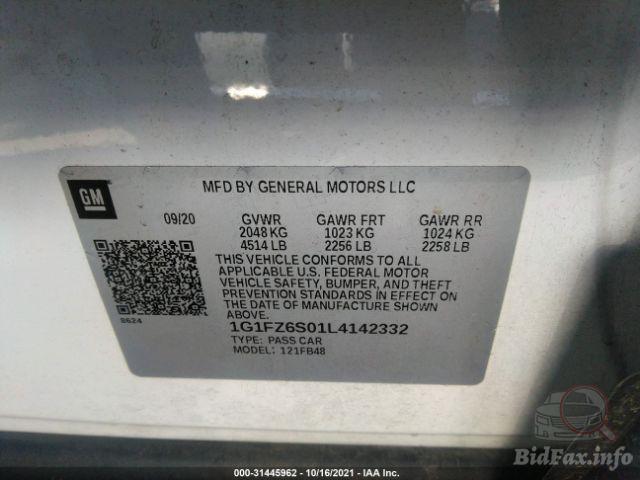 GM
MFD BY GENERAL MOTORS LLC
09/20 GVWR GAWR FRT GAWR RR
2048 KG 1023 KG 1024 KG
4514 LB 2256 LB 2258 LB
THIS VEHICLE CONFORMS TO ALL
APPLICABLE U.S. FEDERAL MOTOR
VEHICLE SAFETY, BUMPER, AND THEFT
PREVENTION STANDARDS IN EFFECT ON
THE DATE OF MANUFACTURE SHOWN
ABOVE.
8624
1G1FZ6S01L4142332
TYPE: PASS CAR
MODEL: 121FB48
BidFax.info
000-31445962 - 10/16/2021 - IAA Inc.